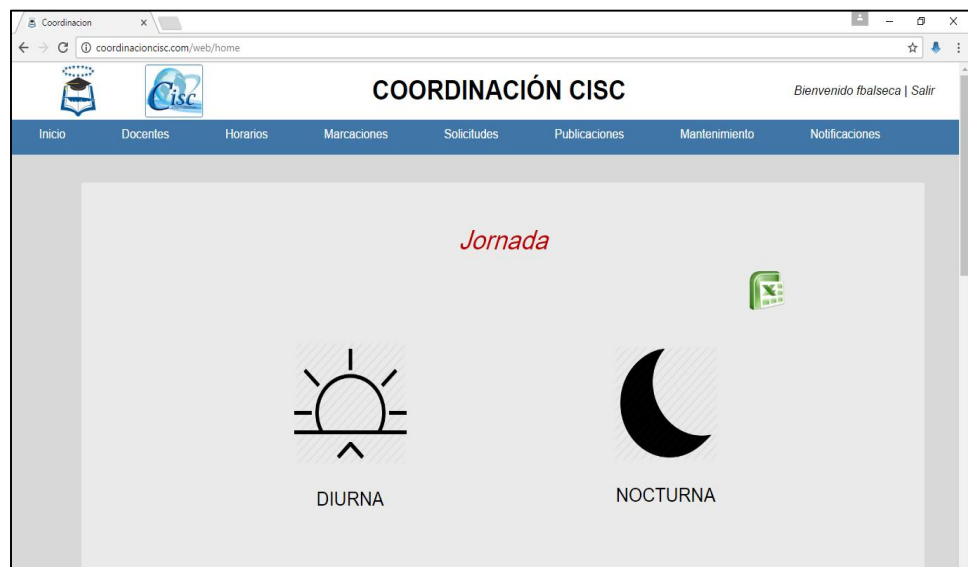 Coordinacion
coordinacioncisc.com/web/home
Cisc
COORDINACIÓN CISC
Bienvenido fbalseca | Salir
Inicio Docentes Horarios Marcaciones Solicitudes Publicaciones Mantenimiento Notificaciones
Jornada
X
DIURNA
NOCTURNA